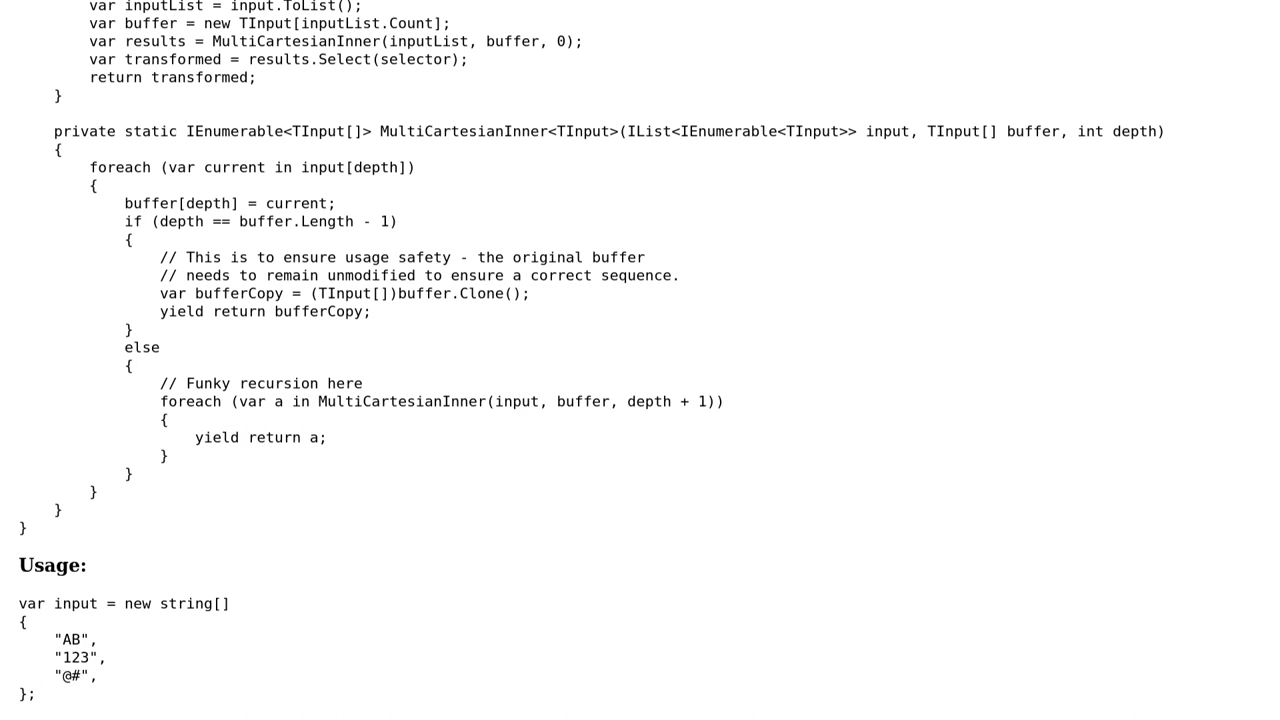 var inputList = input.ToList();
var buffer = new TInput[inputList.Count];
var results = MultiCartesianInner(inputList, buffer, 0);
var transformed = results.Select(selector);
return transformed;
}
private static IEnumerable<TInput[]> MultiCartesianInner<TInput>(IList<IEnumerable<TInput>> input, TInput[] buffer, int depth)
{
foreach (var current in input[depth])
{
buffer[depth] = current;
if (depth == buffer.Length - 1)
{
// This is to ensure usage safety - the original buffer
// needs to remain unmodified to ensure a correct sequence.
var bufferCopy = (TInput[])buffer.Clone();
yield return bufferCopy;
}
else
{
// Funky recursion here
foreach (var a in MultiCartesianInner(input, buffer, depth + 1))
{
yield return a;
}
}
}
}
}
Usage:
var input = new string[]
{
"AB",
"123",
"@#",
};